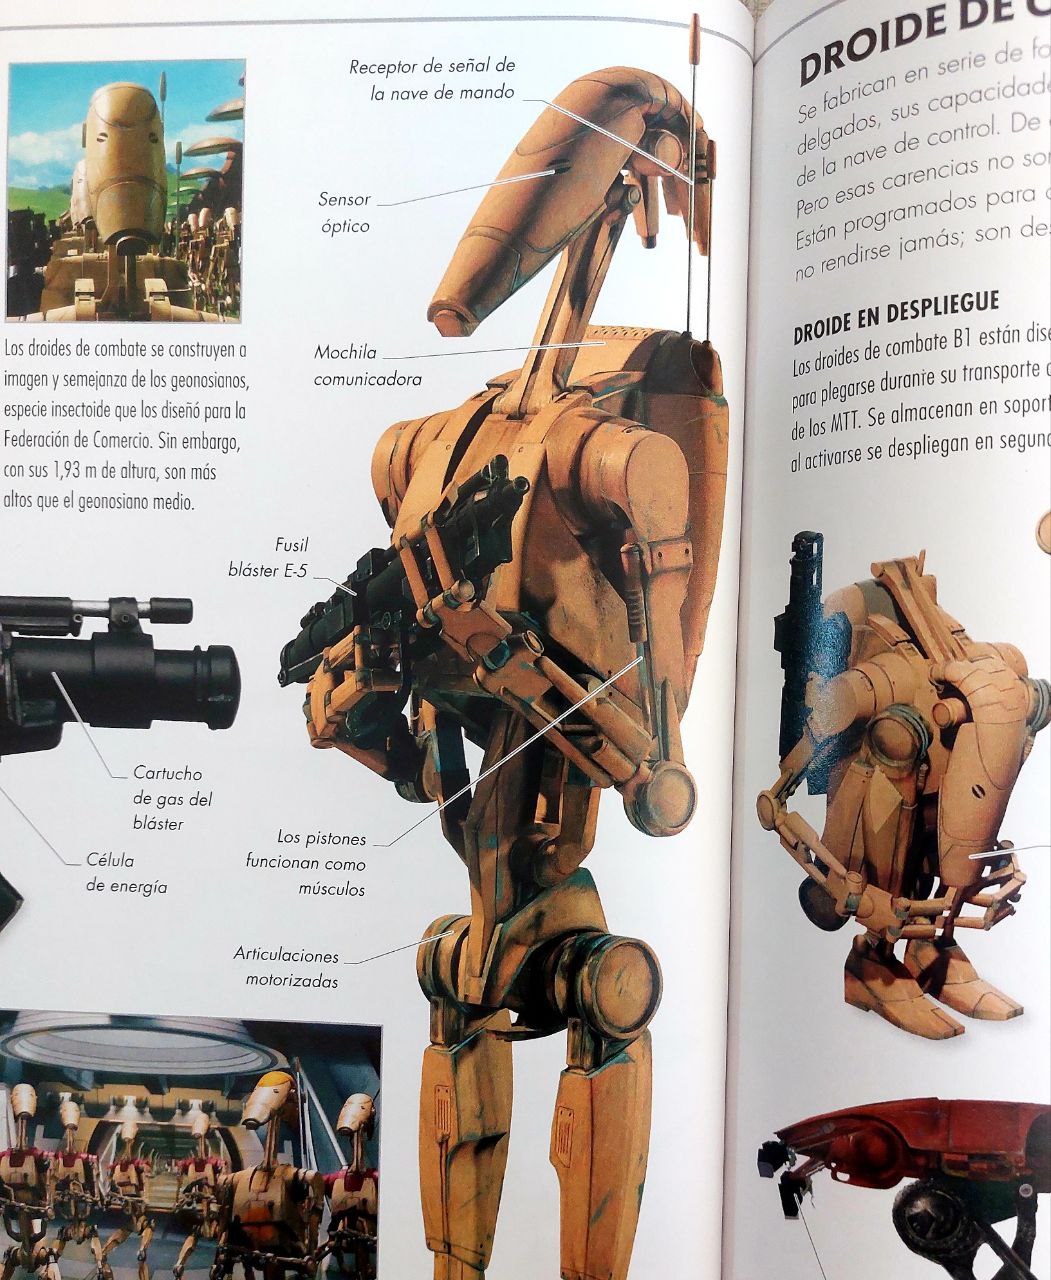 Receptor de señal de
la nave de mando
Sensor
óptico
Los droides de combate se construyen a
imagen y semejanza de los geonosianos,
especie insectoide que los diseñó para la
Federación de Comercio. Sin embargo,
con sus 1,93 m de altura, son más
altos que el geonosiano medio.
Mochila
comunicadora
Fusil
bláster E-5
Cartucho
de gas del
bláster
Célula
de energía
Los pistones
funcionan como
músculos
Articulaciones
motorizadas
DROIDE DE
Se fabrican en serie de
delgados, sus
de la nave de control. De
Pero esas carencias no
Están programados para
no rendirse jamás; son
DROIDE EN DESPLIEGUE
Los droides de combate B1 están
para plegarse durante su transporte
de los MTT. Se almacenan en
al activarse se despliegan en